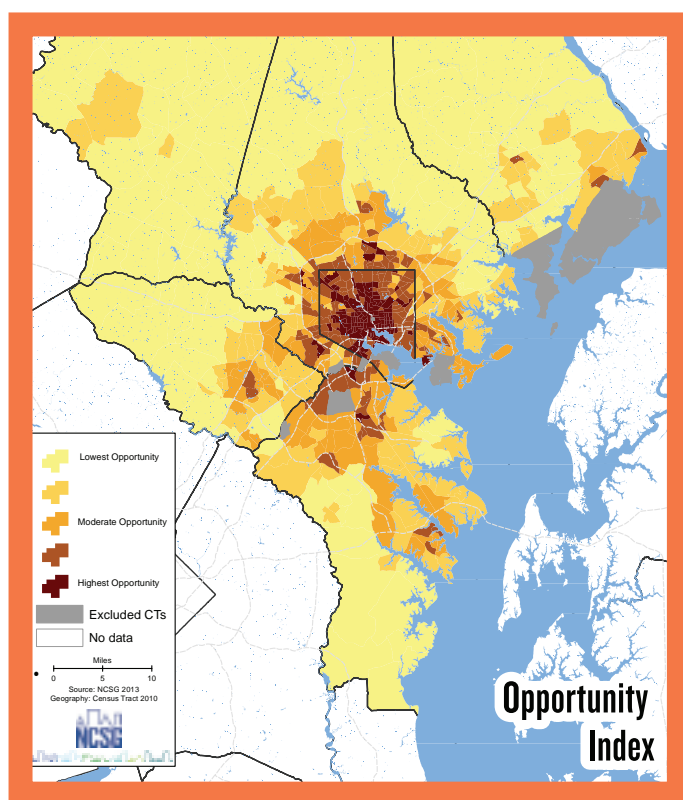 Lowest Opportunity
Moderate Opportunity
Highest Opportunity
Excluded CTs
No data
Miles
0 5 10
Source: NCSG 2013
Geography: Census Tract 2010
NCSG
Opportunity
Index